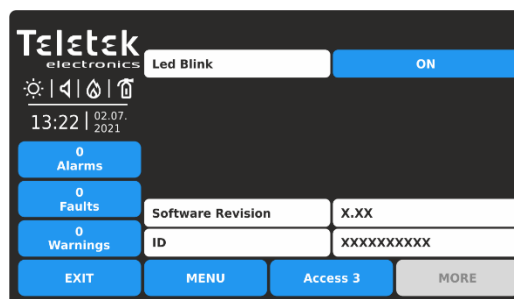 Teletek
electronics
Led Blink
ON
13:22
02.07.
2021
0
Alarms
0
Faults
0
Warnings
Software Revision
X.XX
ID
XXXXXXXXXX
EXIT
MENU
Access 3
MORE